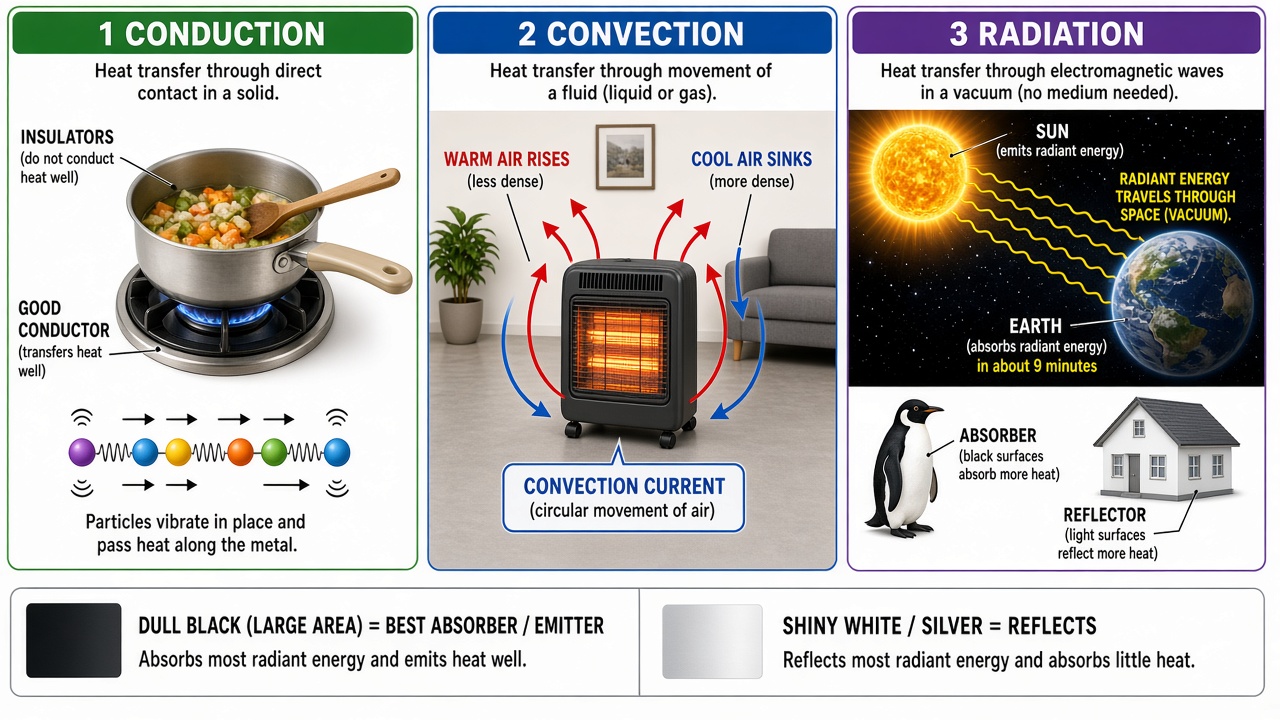 1 CONDUCTION
Heat transfer through direct
contact in a solid.
INSULATORS
(do not conduct
heat well)
GOOD
CONDUCTOR
(transfers heat
well)
Particles vibrate in place and
pass heat along the metal.
2 CONVECTION
Heat transfer through movement of
a fluid (liquid or gas).
WARM AIR RISES
(less dense)
COOL AIR SINKS
(more dense)
CONVECTION CURRENT
(circular movement of air)
3 RADIATION
Heat transfer through electromagnetic waves
in a vacuum (no medium needed).
SUN
(emits radiant energy)
RADIANT ENERGY
TRAVELS THROUGH
SPACE (VACUUM).
EARTH
(absorbs radiant energy)
in about 9 minutes
ABSORBER
(black surfaces
absorb more heat)
REFLECTOR
(light surfaces
reflect more heat)
DULL BLACK (LARGE AREA) = BEST ABSORBER / EMITTER
Absorbs most radiant energy and emits heat well.
SHINY WHITE / SILVER = REFLECTS
Reflects most radiant energy and absorbs little heat.